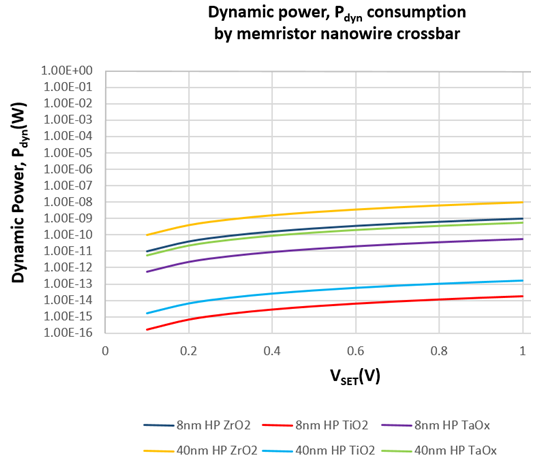 Dynamic power, Pdyn consumption
by memristor nanowire crossbar
Dynamic Power, Pdyn(W)
1.00E+00
1.00E-01
1.00E-02
1.00E-03
1.00E-04
1.00E-05
1.00E-06
1.00E-07
1.00E-08
1.00E-09
1.00E-10
1.00E-11
1.00E-12
1.00E-13
1.00E-14
1.00E-15
1.00E-16
0 0.2 0.4 0.6 0.8 1
VSET(V)
8nm HP ZrO2 8nm HP TiO2 8nm HP TaOx
40nm HP ZrO2 40nm HP TiO2 40nm HP TaOx